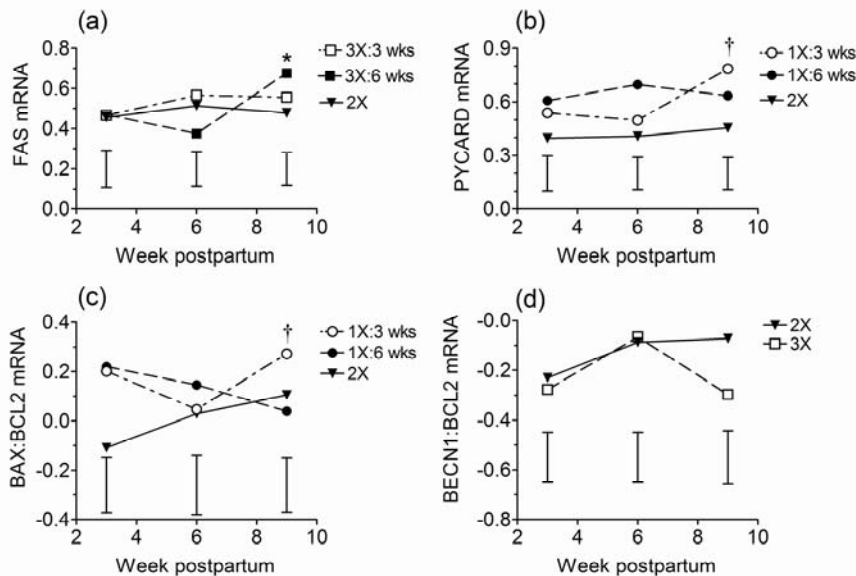 (a)
FAS mRNA
0.8
0.6
0.4
0.2
0.0
*
2 4 6 8 10
Week postpartum
3X:3 wks
3X:6 wks
2X
(b)
PYCARD mRNA
0.9
0.6
0.3
0.0
†
2 4 6 8 10
Week postpartum
1X:3 wks
1X:6 wks
2X
(c)
BAX:BCL2 mRNA
0.4
0.2
0.0
-0.2
-0.4
†
2 4 6 8 10
Week postpartum
1X:3 wks
1X:6 wks
2X
(d)
BECN1:BCL2 mRNA
-0.0
-0.2
-0.4
-0.6
-0.8
2 4 6 8 10
Week postpartum
2X
3X